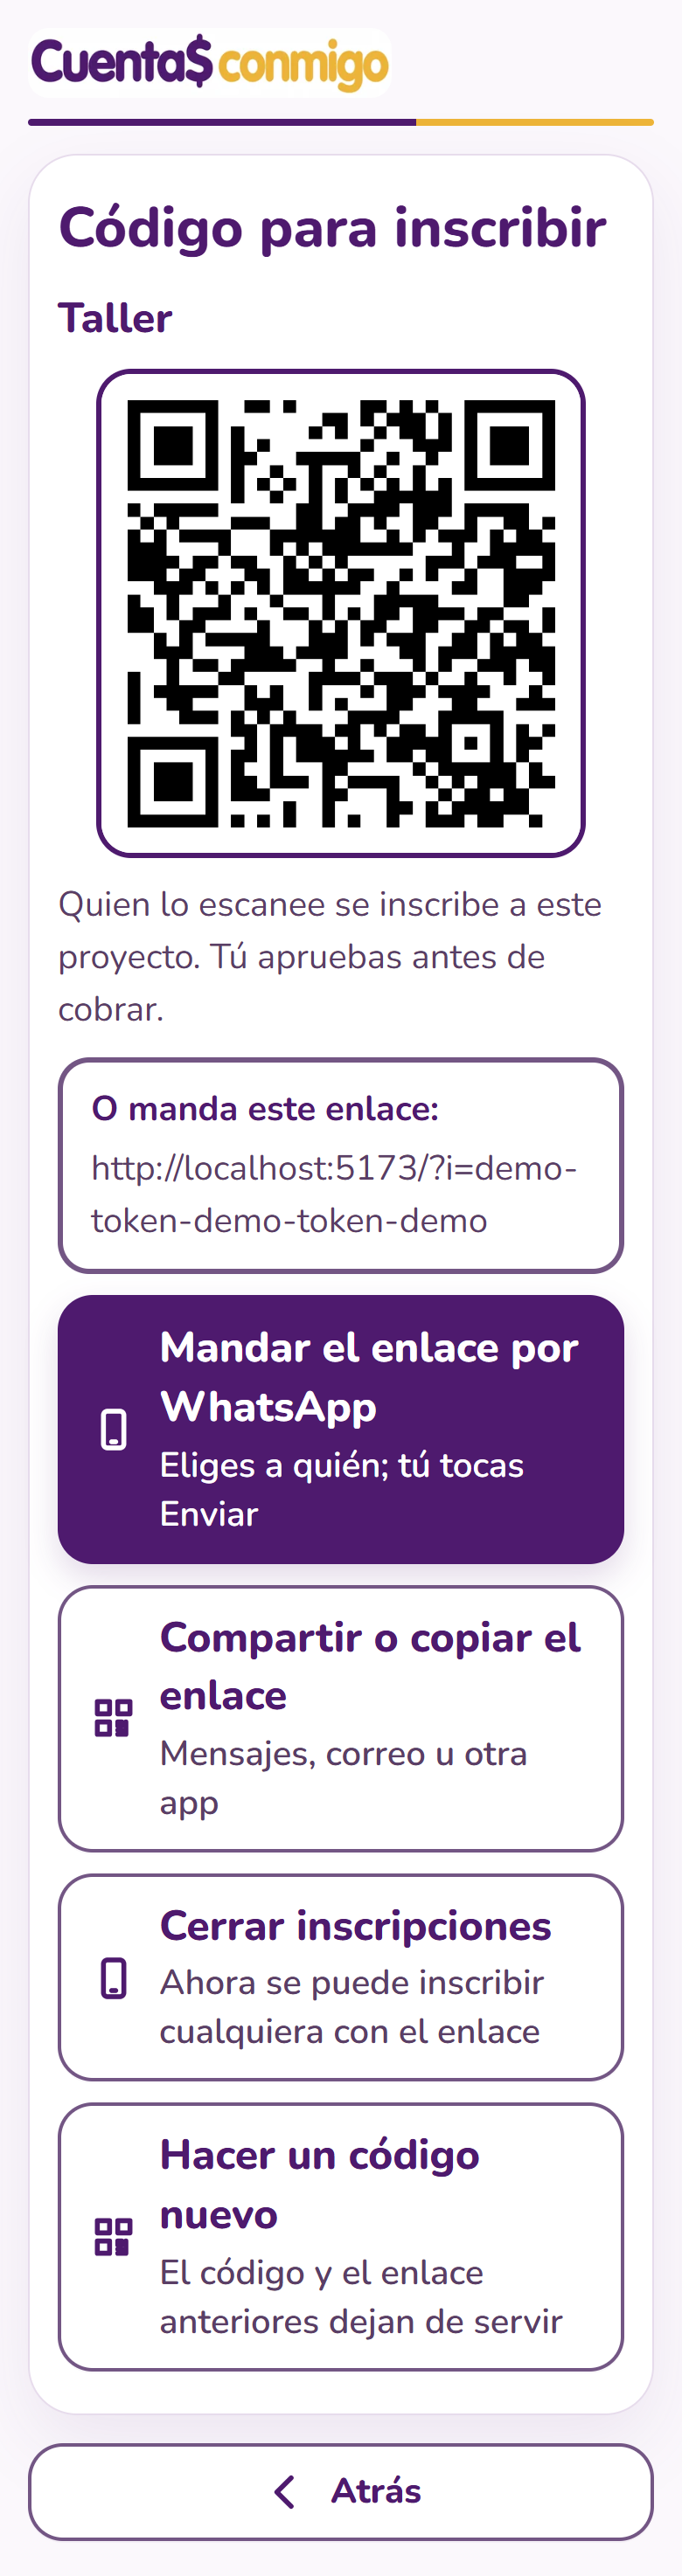 Cuenta$ conmigo
Código para inscribir
Taller
Quien lo escanee se inscribe a este
proyecto. Tú apruebas antes de
cobrar.
O manda este enlace:
http://localhost:5173/?i=demo-
token-demo-token-demo
Mandar el enlace por
WhatsApp
Eliges a quién; tú tocas
Enviar
Compartir o copiar el
enlace
Mensajes, correo u otra
app
Cerrar inscripciones
Ahora se puede inscribir
cualquiera con el enlace
Hacer un código
nuevo
El código y el enlace
anteriores dejan de servir
Atrás